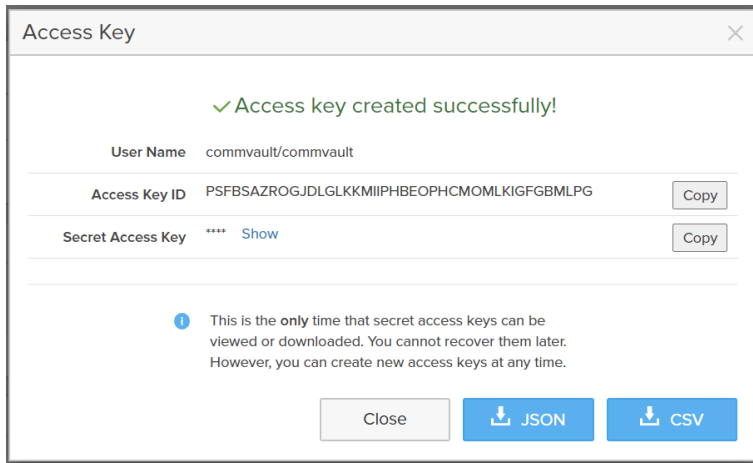 Access Key
Access key created successfully!
User Name commvault/commvault
Access Key ID PSFBSAZROGJDLGLKKMIIPHBEOPHCMOMLKIGFGBMLPG Copy
Secret Access Key **** Show Copy
This is the only time that secret access keys can be
viewed or downloaded. You cannot recover them later.
However, you can create new access keys at any time.
Close JSON CSV